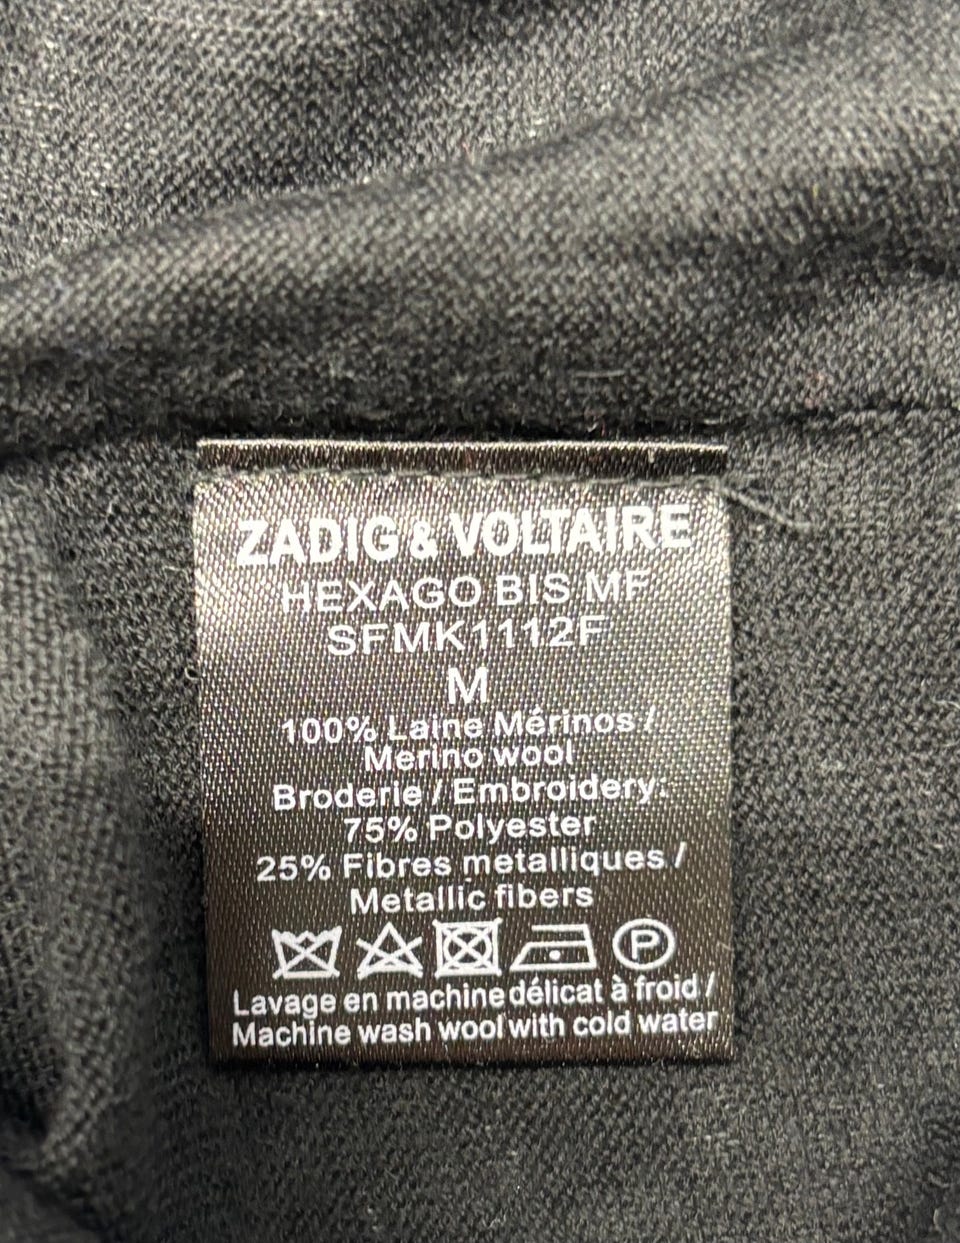 ZADIG & VOLTAIRE
HEXAGO BIS MF
SFMK1112F
M
100% Laine Mérinos /
Merino wool
Broderie / Embroidery:
75% Polyester
25% Fibres metalliques /
Metallic fibers
P
Lavage en machine délicat à froid /
Machine wash wool with cold water